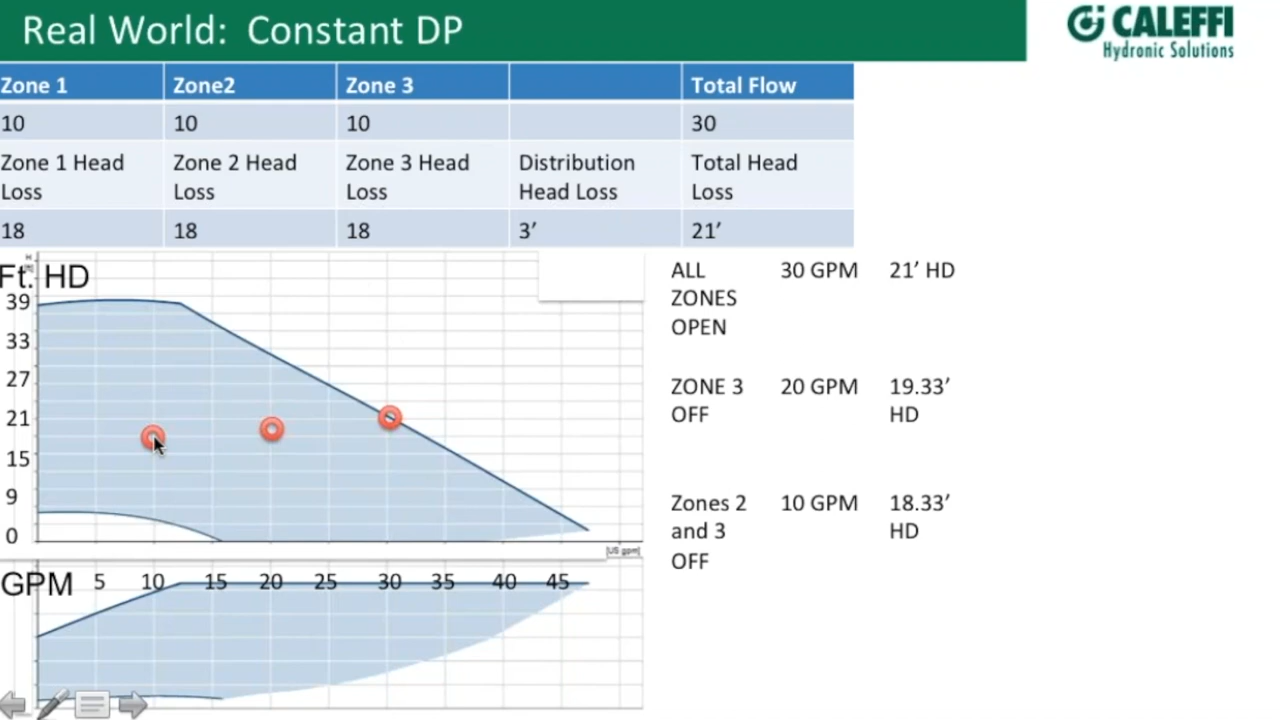 Real World: Constant DP
CALEFFI
Hydronic Solutions
Zone 1 Zone2 Zone 3 Total Flow
10 10 10 30
Zone 1 Head Loss Zone 2 Head Loss Zone 3 Head Loss Distribution Head Loss Total Head Loss
18 18 18 3′ 21′
Ft. HD
39
33
27
21
15
9
0
[US gpm]
GPM 5 10 15 20 25 30 35 40 45
ALL ZONES OPEN 30 GPM 21′ HD
ZONE 3 OFF 20 GPM 19.33′ HD
Zones 2 and 3 OFF 10 GPM 18.33′ HD